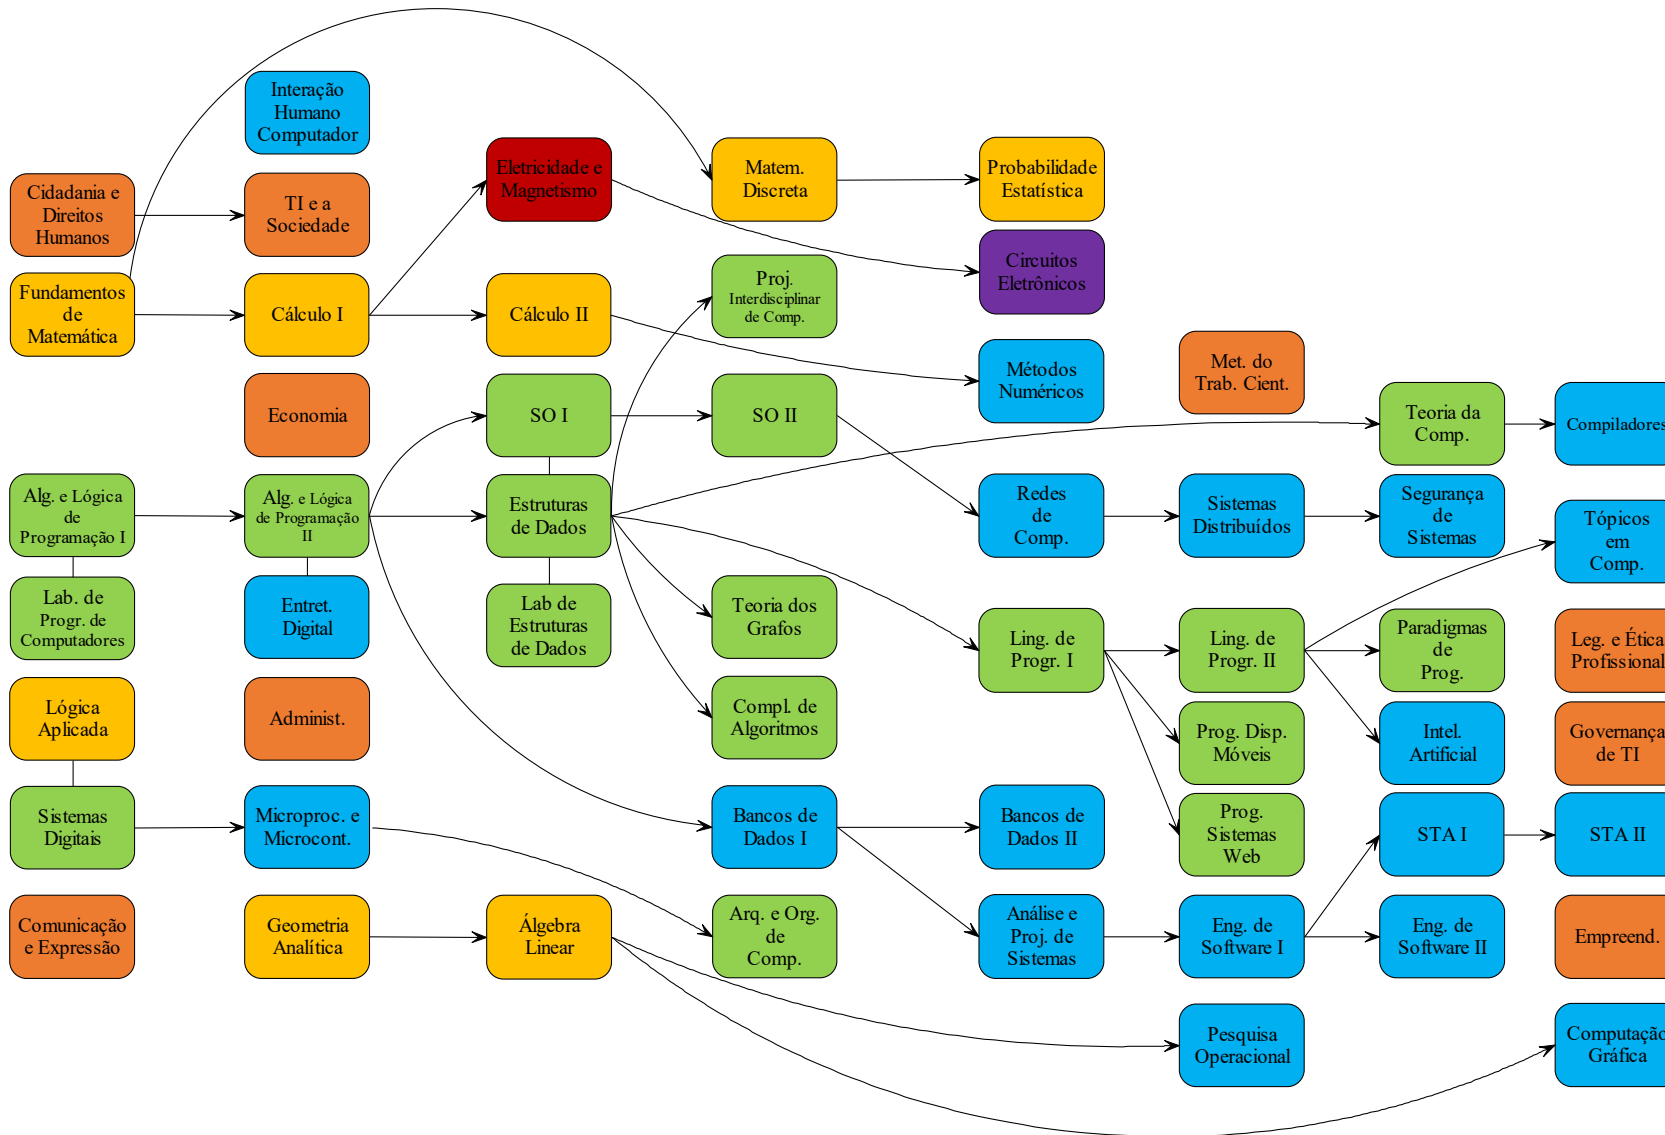 Interação
Humano
Computador
Eletricidade e
Magnetismo
Matem.
Discreta
Probabilidade
Estatística
Cidadania e
Direitos
Humanos
TI e a
Sociedade
Circuitos
Eletrônicos
Fundamentos
de
Matemática
Cálculo I
Cálculo II
Proj.
Interdisciplinar
de Comp.
Métodos
Numéricos
Met. do
Trab. Cient.
Economia
SO I
SO II
Teoria da
Comp.
Compiladores
Alg. e Lógica
de
Programação I
Alg. e Lógica
de Programação
II
Estruturas
de Dados
Redes
de
Comp.
Sistemas
Distribuídos
Segurança
de
Sistemas
Tópicos
em
Comp.
Lab. de
Progr. de
Computadores
Entret.
Digital
Lab de
Estruturas
de Dados
Teoria dos
Grafos
Ling. de
Progr. I
Ling. de
Progr. II
Paradigmas
de
Prog.
Leg. e Ética
Profissional
Lógica
Aplicada
Administ.
Compl. de
Algoritmos
Prog. Disp.
Móveis
Intel.
Artificial
Governança
de TI
Sistemas
Digitais
Microproc. e
Microcont.
Bancos de
Dados I
Bancos de
Dados II
Prog.
Sistemas
Web
STA I
STA II
Comunicação
e Expressão
Geometria
Analítica
Álgebra
Linear
Arq. e Org.
de
Comp.
Análise e
Proj. de
Sistemas
Eng. de
Software I
Eng. de
Software II
Empreend.
Pesquisa
Operacional
Computação
Gráfica